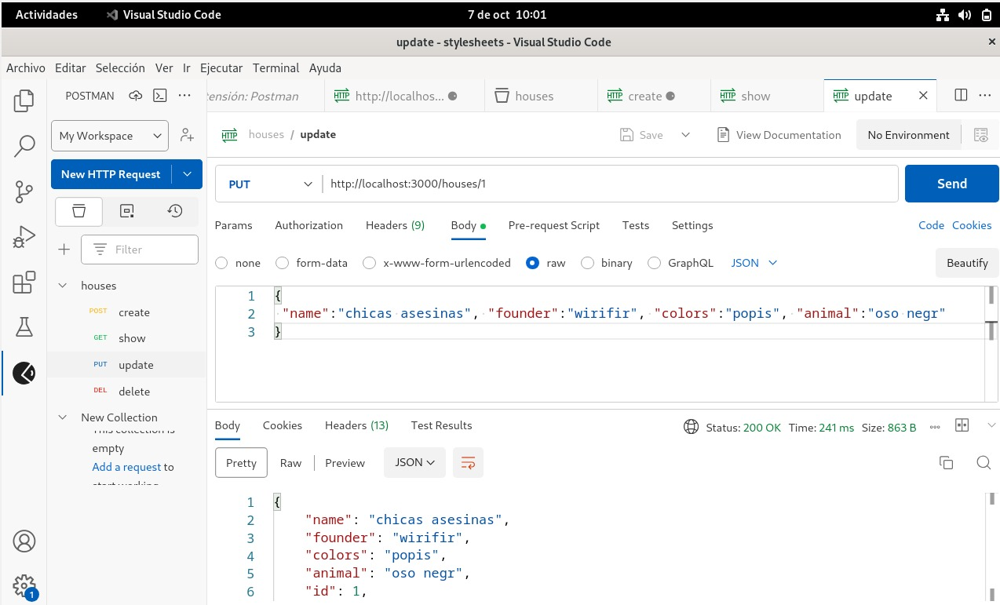 Actividades Visual Studio Code 7 de oct 10:01
update - stylesheets - Visual Studio Code ×
Archivo Editar Selección Ver Ir Ejecutar Terminal Ayuda
POSTMAN ··· tensión: Postman HTTP http://localhos... houses HTTP create HTTP show HTTP update ···
My Workspace HTTP houses / update Save View Documentation No Environment
New HTTP Request PUT http://localhost:3000/houses/1 Send
Params Authorization Headers (9) Body Pre-request Script Tests Settings Code Cookies
Filter
none form-data x-www-form-urlencoded raw binary GraphQL JSON Beautify
houses
POST create
GET show
PUT update
DEL delete
New Collection
This collection is
empty
Add a request to
start working
1 {
2 "name":"chicas asesinas", "founder":"wirifir", "colors":"popis", "animal":"oso negr"
3 }
Body Cookies Headers (13) Test Results Status: 200 OK Time: 241 ms Size: 863 B
Pretty Raw Preview JSON
1 {
2 "name": "chicas asesinas",
3 "founder": "wirifir",
4 "colors": "popis",
5 "animal": "oso negr",
6 "id": 1,
1